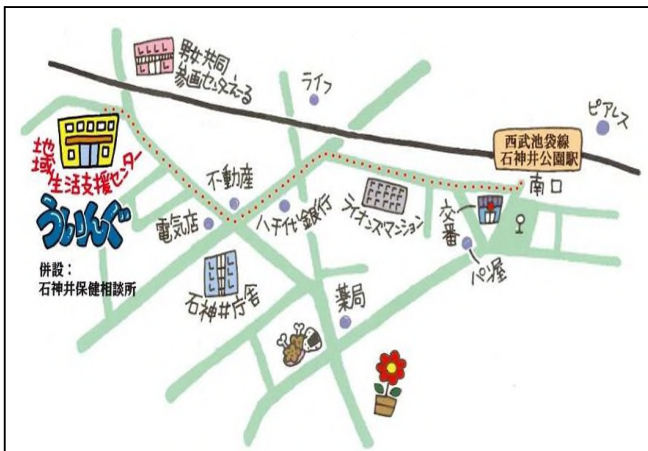 男女共同
参画センターえーる
ライフ
ピアレス
西武池袋線
石神井公園駅
南口
地域
生活支援センター
ういんぐ
併設：
石神井保健相談所
不動産
電気店
八千代銀行
ライオンズマンション
交番
パン屋
石神井庁舎
薬局